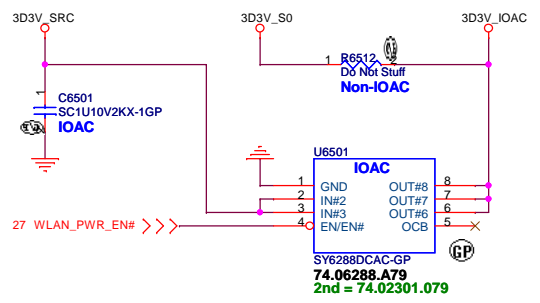 3D3V_SRC
3D3V_S0
3D3V_IOAC
1
R6512
2
Do Not Stuff
Non-IOAC
1
C6501
SC1U10V2KX-1GP
IOAC
U6501
IOAC
1 GND OUT#8 8
2 IN#2 OUT#7 7
3 IN#3 OUT#6 6
4 EN/EN# OCB 5
27 WLAN_PWR_EN#
GP
SY6288DCAC-GP
74.06288.A79
2nd = 74.02301.079